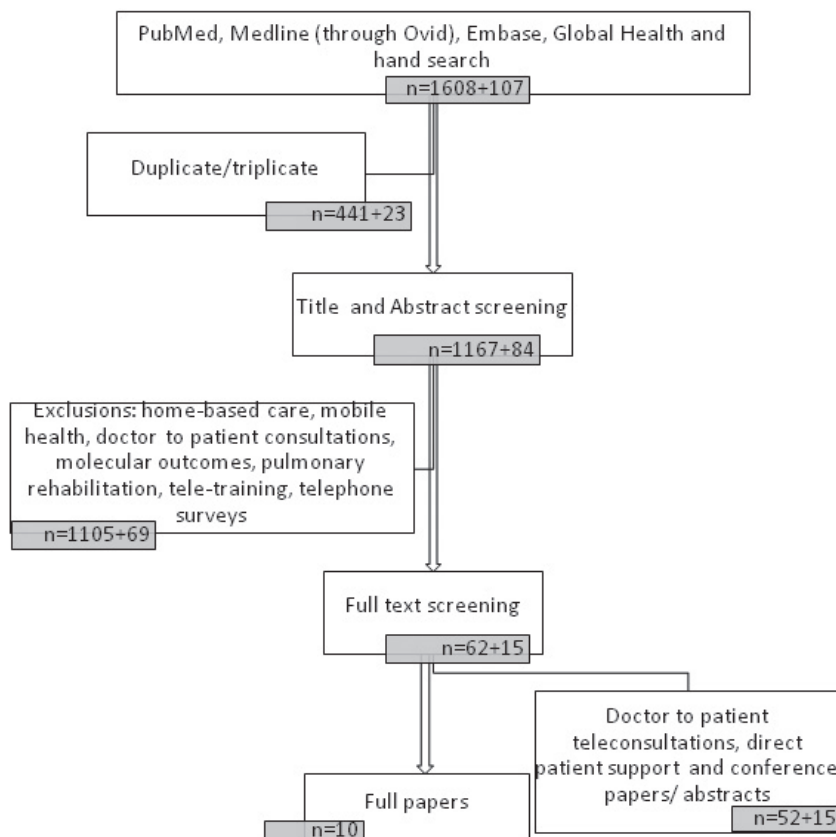 PubMed, Medline (through Ovid), Embase, Global Health and
hand search
n=1608+107
Duplicate/triplicate
n=441+23
Title and Abstract screening
n=1167+84
Exclusions: home-based care, mobile
health, doctor to patient consultations,
molecular outcomes, pulmonary
rehabilitation, tele-training, telephone
surveys
n=1105+69
Full text screening
n=62+15
Doctor to patient
teleconsultations, direct
patient support and conference
papers/ abstracts
n=52+15
Full papers
n=10